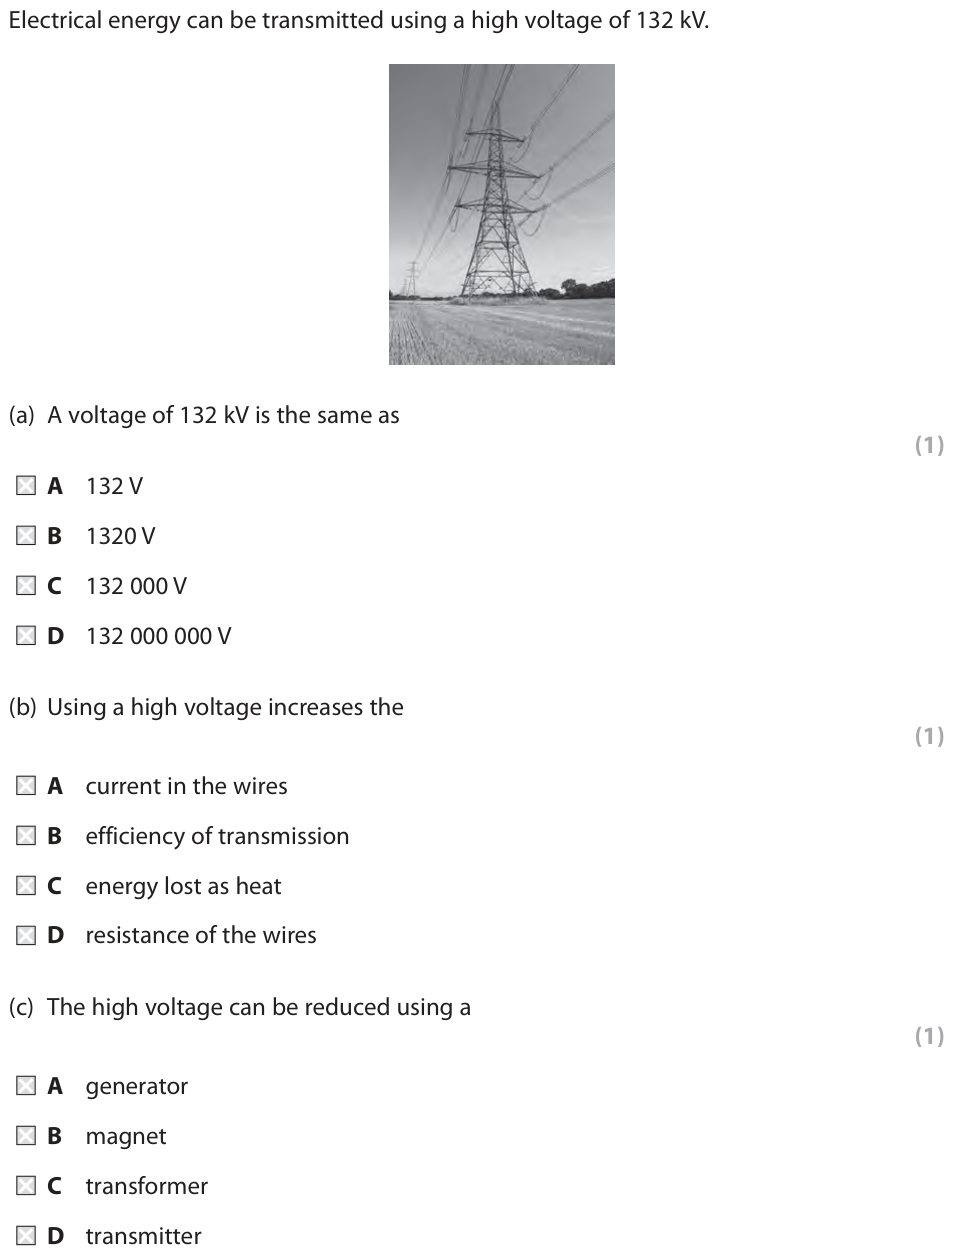 Electrical energy can be transmitted using a high voltage of 132 kV.
(a) A voltage of 132 kV is the same as
(1)
A 132 V
B 1320 V
C 132 000 V
D 132 000 000 V
(b) Using a high voltage increases the
(1)
A current in the wires
B efficiency of transmission
C energy lost as heat
D resistance of the wires
(c) The high voltage can be reduced using a
(1)
A generator
B magnet
C transformer
D transmitter